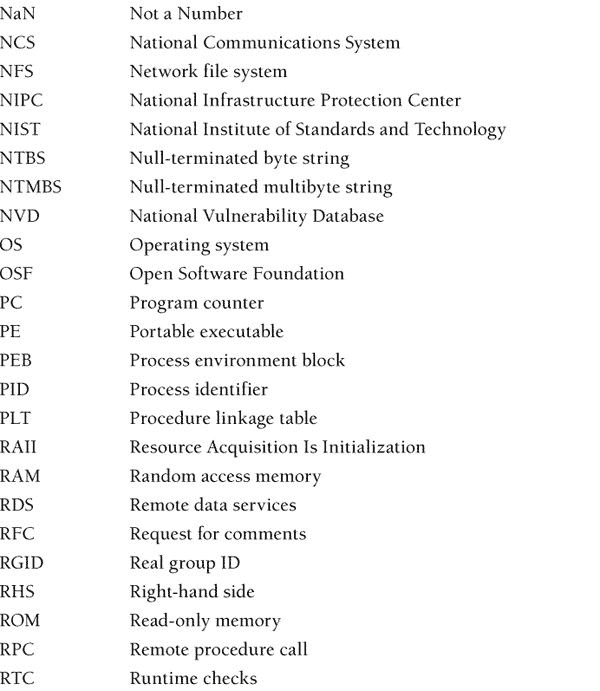 NaN Not a Number
NCS National Communications System
NFS Network file system
NIPC National Infrastructure Protection Center
NIST National Institute of Standards and Technology
NTBS Null-terminated byte string
NTMBS Null-terminated multibyte string
NVD National Vulnerability Database
OS Operating system
OSF Open Software Foundation
PC Program counter
PE Portable executable
PEB Process environment block
PID Process identifier
PLT Procedure linkage table
RAII Resource Acquisition Is Initialization
RAM Random access memory
RDS Remote data services
RFC Request for comments
RGID Real group ID
RHS Right-hand side
ROM Read-only memory
RPC Remote procedure call
RTC Runtime checks